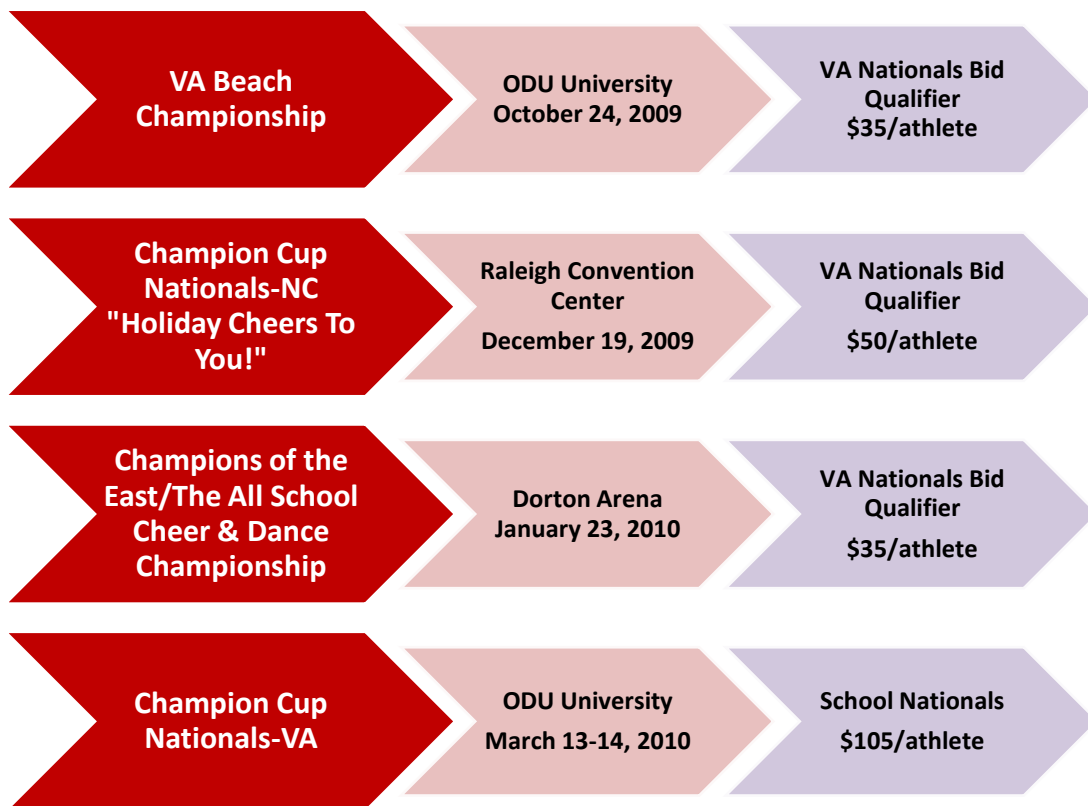 VA Beach
Championship
ODU University
October 24, 2009
VA Nationals Bid
Qualifier
$35/athlete
Champion Cup
Nationals-NC
"Holiday Cheers To
You!"
Raleigh Convention
Center
December 19, 2009
VA Nationals Bid
Qualifier
$50/athlete
Champions of the
East/The All School
Cheer & Dance
Championship
Dorton Arena
January 23, 2010
VA Nationals Bid
Qualifier
$35/athlete
Champion Cup
Nationals-VA
ODU University
March 13-14, 2010
School Nationals
$105/athlete